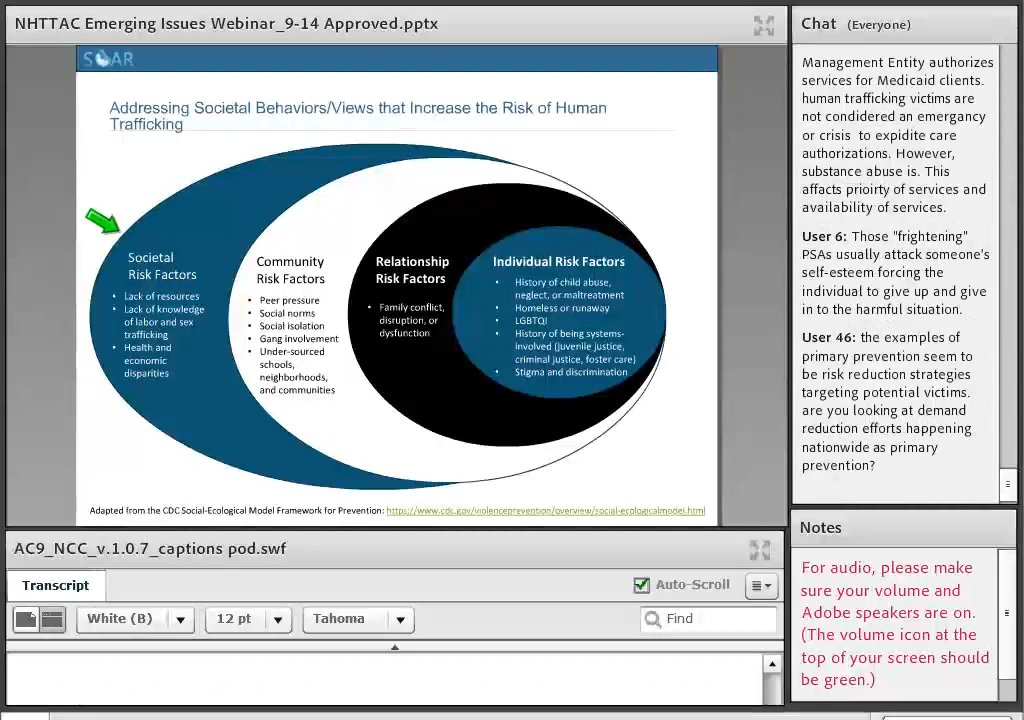 NHTTAC Emerging Issues Webinar_9-14 Approved.pptx
SOAR
Addressing Societal Behaviors/Views that Increase the Risk of Human
Trafficking
Societal
Risk Factors
• Lack of resources
• Lack of knowledge
of labor and sex
trafficking
• Health and
economic
disparities
Community
Risk Factors
• Peer pressure
• Social norms
• Social isolation
• Gang involvement
• Under-sourced
schools,
neighborhoods,
and communities
Relationship
Risk Factors
• Family conflict,
disruption, or
dysfunction
Individual Risk Factors
• History of child abuse,
neglect, or maltreatment
• Homeless or runaway
• LGBTQI
• History of being systems-
involved (juvenile justice,
criminal justice, foster care)
• Stigma and discrimination
Adapted from the CDC Social-Ecological Model Framework for Prevention: https://www.cdc.gov/violenceprevention/overview/social-ecologicalmodel.html
AC9_NCC_v.1.0.7_captions pod.swf
Transcript
Auto-Scroll
White (B)
12 pt
Tahoma
Find
Chat (Everyone)
Management Entity authorizes
services for Medicaid clients.
human trafficking victims are
not condidered an emergancy
or crisis to expidite care
authorizations. However,
substance abuse is. This
affacts prioirty of services and
availability of services.
User 6: Those "frightening"
PSAs usually attack someone's
self-esteem forcing the
individual to give up and give
in to the harmful situation.
User 46: the examples of
primary prevention seem to
be risk reduction strategies
targeting potential victims.
are you looking at demand
reduction efforts happening
nationwide as primary
prevention?
Notes
For audio, please make
sure your volume and
Adobe speakers are on.
(The volume icon at the
top of your screen should
be green.)